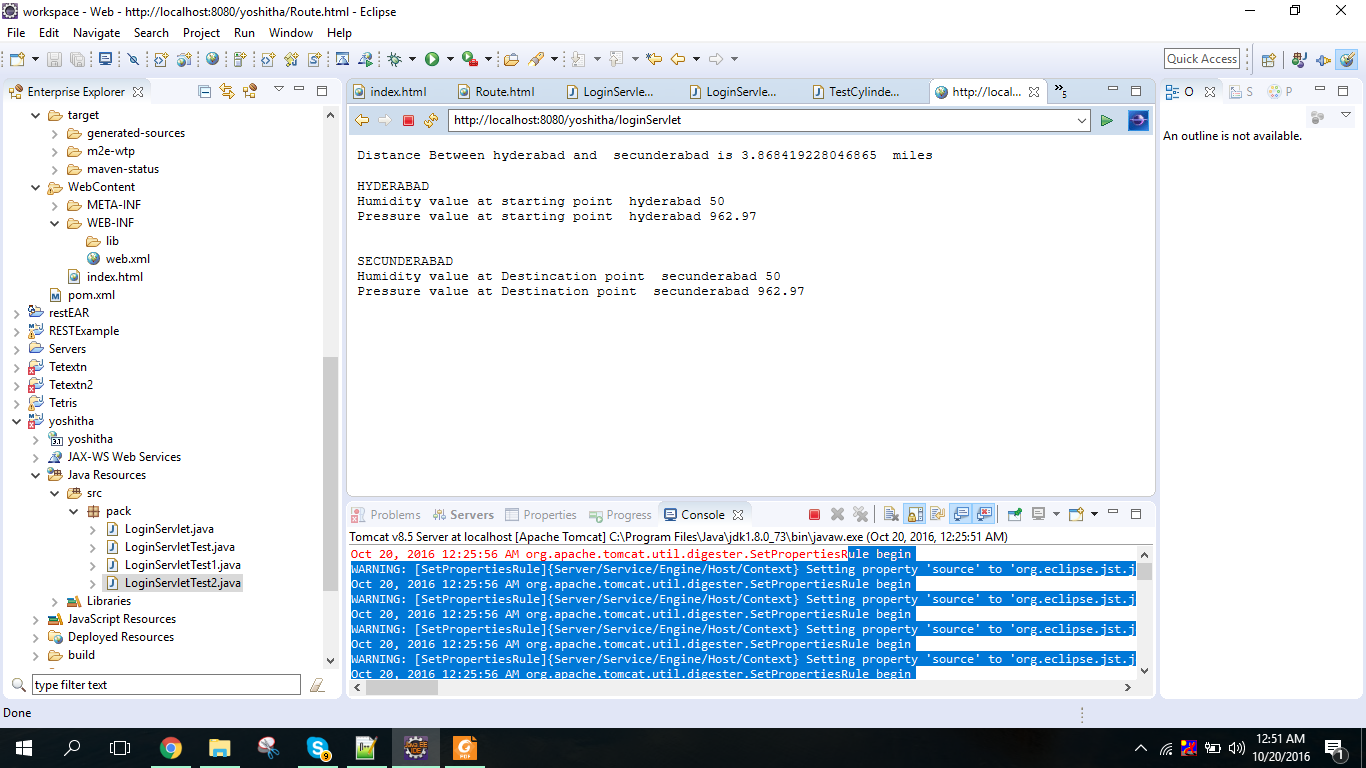 workspace - Web - http://localhost:8080/yoshitha/Route.html - Eclipse
File Edit Navigate Search Project Run Window Help
Quick Access
Enterprise Explorer
target
generated-sources
m2e-wtp
maven-status
WebContent
META-INF
WEB-INF
lib
web.xml
index.html
pom.xml
restEAR
RESTExample
Servers
Tetextn
Tetextn2
Tetris
yoshitha
yoshitha
JAX-WS Web Services
Java Resources
src
pack
LoginServlet.java
LoginServletTest.java
LoginServletTest1.java
LoginServletTest2.java
Libraries
JavaScript Resources
Deployed Resources
build
type filter text
index.html Route.html LoginServle... LoginServle... TestCylinde... http://local... »5
http://localhost:8080/yoshitha/loginServlet
Distance Between hyderabad and  secunderabad is 3.868419228046865  miles
HYDERABAD
Humidity value at starting point  hyderabad 50
Pressure value at starting point  hyderabad 962.97
SECUNDERABAD
Humidity value at Destincation point  secunderabad 50
Pressure value at Destination point  secunderabad 962.97
O S P
An outline is not available.
Problems Servers Properties Progress Console
Tomcat v8.5 Server at localhost [Apache Tomcat] C:\Program Files\Java\jdk1.8.0_73\bin\javaw.exe (Oct 20, 2016, 12:25:51 AM)
Oct 20, 2016 12:25:56 AM org.apache.tomcat.util.digester.SetPropertiesRule begin
WARNING: [SetPropertiesRule]{Server/Service/Engine/Host/Context} Setting property 'source' to 'org.eclipse.jst.j
Oct 20, 2016 12:25:56 AM org.apache.tomcat.util.digester.SetPropertiesRule begin
WARNING: [SetPropertiesRule]{Server/Service/Engine/Host/Context} Setting property 'source' to 'org.eclipse.jst.j
Oct 20, 2016 12:25:56 AM org.apache.tomcat.util.digester.SetPropertiesRule begin
WARNING: [SetPropertiesRule]{Server/Service/Engine/Host/Context} Setting property 'source' to 'org.eclipse.jst.j
Oct 20, 2016 12:25:56 AM org.apache.tomcat.util.digester.SetPropertiesRule begin
WARNING: [SetPropertiesRule]{Server/Service/Engine/Host/Context} Setting property 'source' to 'org.eclipse.jst.j
Oct 20, 2016 12:25:56 AM org.apache.tomcat.util.digester.SetPropertiesRule begin
Done
12:51 AM
10/20/2016